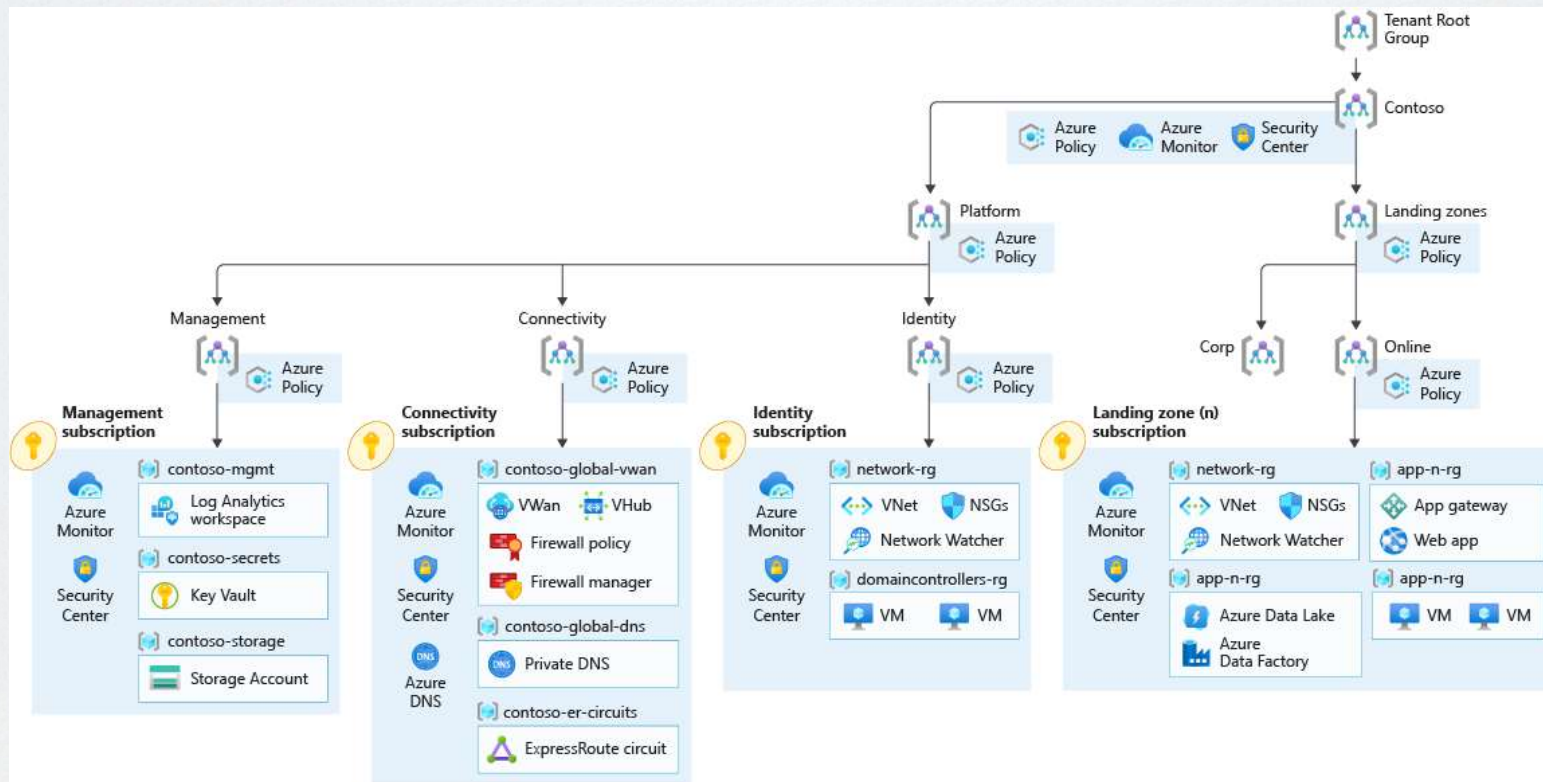 Tenant Root
Group
Contoso
Azure
Policy
Azure
Monitor
Security
Center
Platform
Azure
Policy
Landing zones
Azure
Policy
Management
Azure
Policy
Connectivity
Azure
Policy
Identity
Azure
Policy
Corp
Online
Azure
Policy
Management
subscription
Azure
Monitor
Security
Center
contoso-mgmt
Log Analytics
workspace
contoso-secrets
Key Vault
contoso-storage
Storage Account
Connectivity
subscription
Azure
Monitor
Security
Center
DNS
Azure
DNS
contoso-global-vwan
VWan
VHub
Firewall policy
Firewall manager
contoso-global-dns
DNS
Private DNS
contoso-er-circuits
ExpressRoute circuit
Identity
subscription
Azure
Monitor
Security
Center
network-rg
VNet
NSGs
Network Watcher
domaincontrollers-rg
VM
VM
Landing zone (n)
subscription
Azure
Monitor
Security
Center
network-rg
VNet
NSGs
Network Watcher
app-n-rg
Azure Data Lake
Azure
Data Factory
app-n-rg
App gateway
Web app
app-n-rg
VM
VM